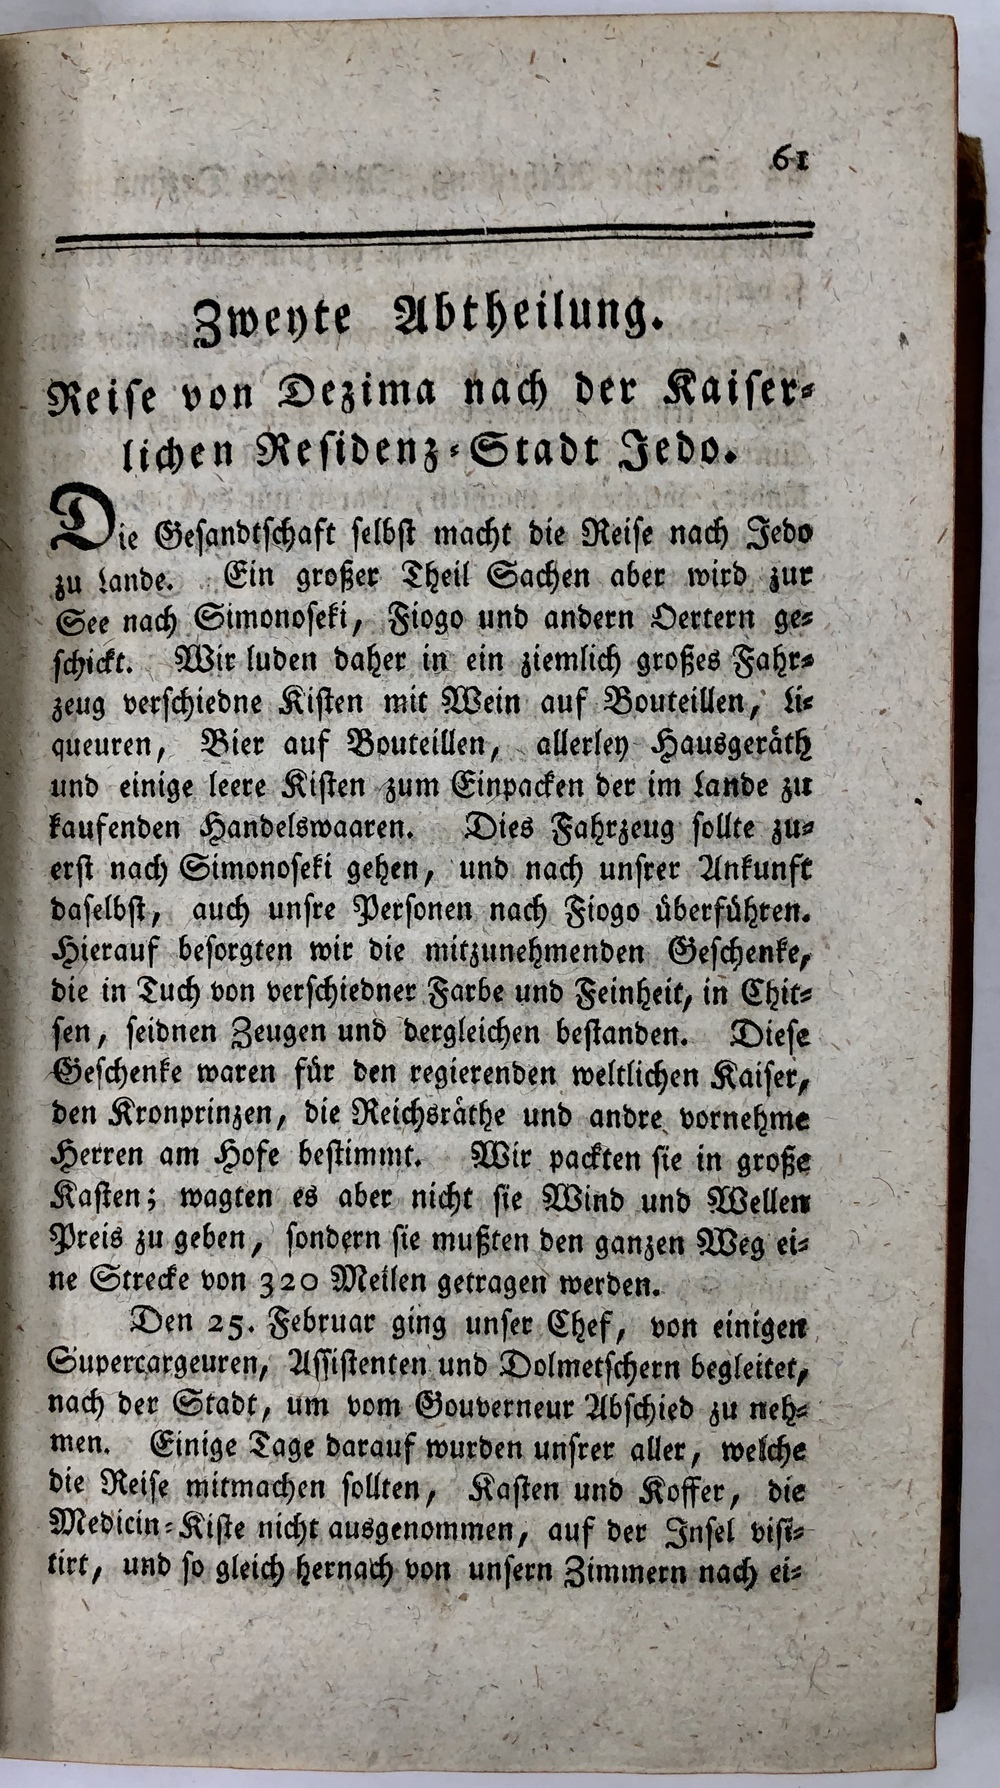 61
Zweyte Abtheilung.
Reise von Dezima nach der Kaiser-
lichen Residenz-Stadt Jedo.
Die Gesandtschaft selbst macht die Reise nach Jedo
zu Lande. Ein großer Theil Sachen aber wird zur
See nach Simonoseki, Fiogo und andern Oertern ge-
schickt. Wir luden daher in ein ziemlich großes Fahr-
zeug verschiedne Kisten mit Wein auf Bouteillen, Li-
queuren, Bier auf Bouteillen, allerley Hausgeräth
und einige leere Kisten zum Einpacken der im Lande zu
kaufenden Handelswaaren. Dies Fahrzeug sollte zu-
erst nach Simonoseki gehen, und nach unsrer Ankunft
daselbst, auch unsre Personen nach Fiogo überführen.
Hierauf besorgten wir die mitzunehmenden Geschenke,
die in Tuch von verschiedner Farbe und Feinheit, in Chit-
sen, seidnen Zeugen und dergleichen bestanden. Diese
Geschenke waren für den regierenden weltlichen Kaiser,
den Kronprinzen, die Reichsräthe und andre vornehme
Herren am Hofe bestimmt. Wir packten sie in große
Kasten; wagten es aber nicht sie Wind und Wellen
Preis zu geben, sondern sie mußten den ganzen Weg ei-
ne Strecke von 320 Meilen getragen werden.
Den 25. Februar ging unser Chef, von einigen
Supercargeuren, Assistenten und Dolmetschern begleitet,
nach der Stadt, um vom Gouverneur Abschied zu neh-
men. Einige Tage darauf wurden unsrer aller, welche
die Reise mitmachen sollten, Kasten und Koffer, die
Medicin-Kiste nicht ausgenommen, auf der Insel visi-
tirt, und so gleich hernach von unsern Zimmern nach ei-